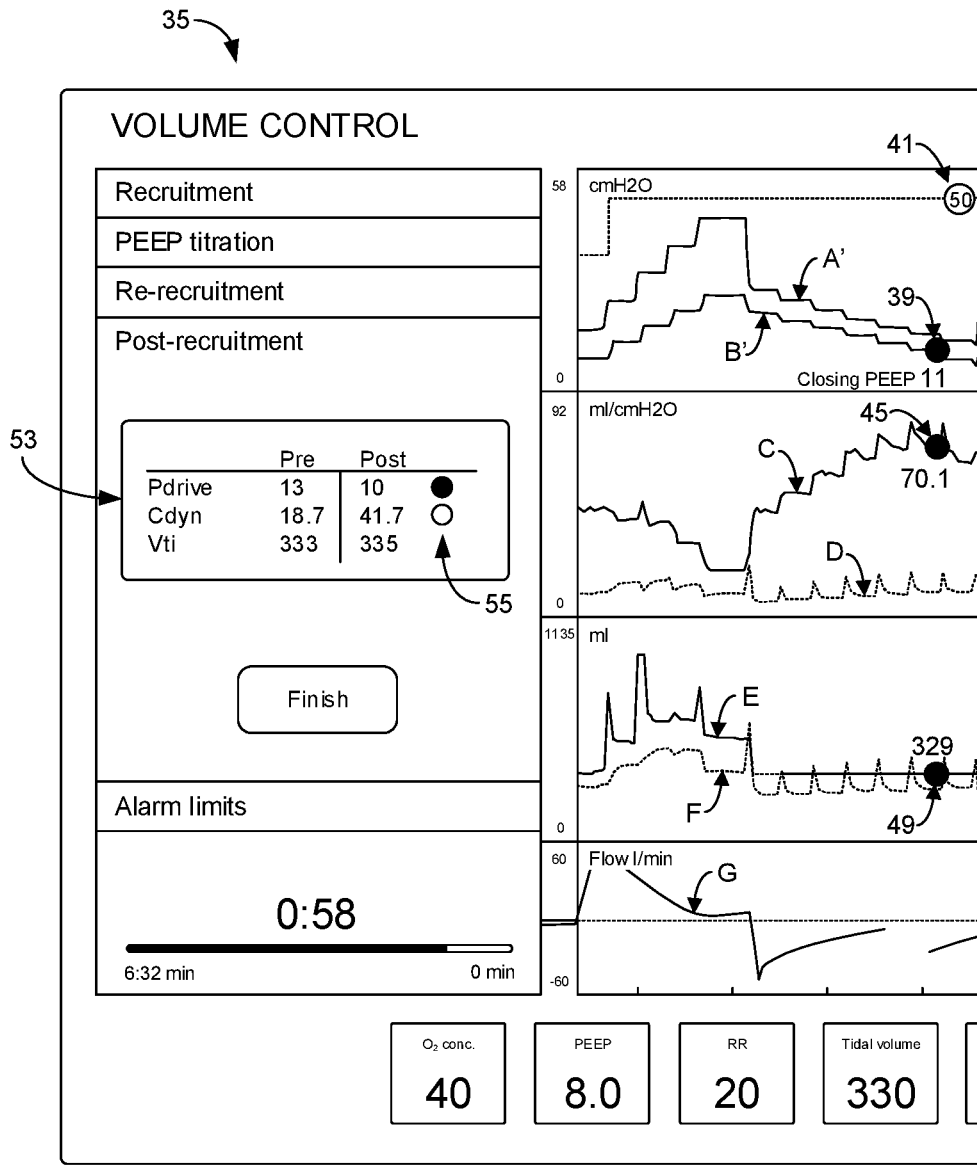 35
VOLUME CONTROL
Recruitment
PEEP titration
Re-recruitment
Post-recruitment
53
Pre Post
Pdrive 13 10
Cdyn 18.7 41.7
Vti 333 335
55
Finish
Alarm limits
0:58
6:32 min 0 min
41
58 cmH2O 50
A'
39
B'
0 Closing PEEP 11
92 ml/cmH2O 45
C
70.1
D
0
1135 ml
E
329
F
49
0
60 Flow l/min
G
-60
O₂ conc. PEEP RR Tidal volume
40 8.0 20 330